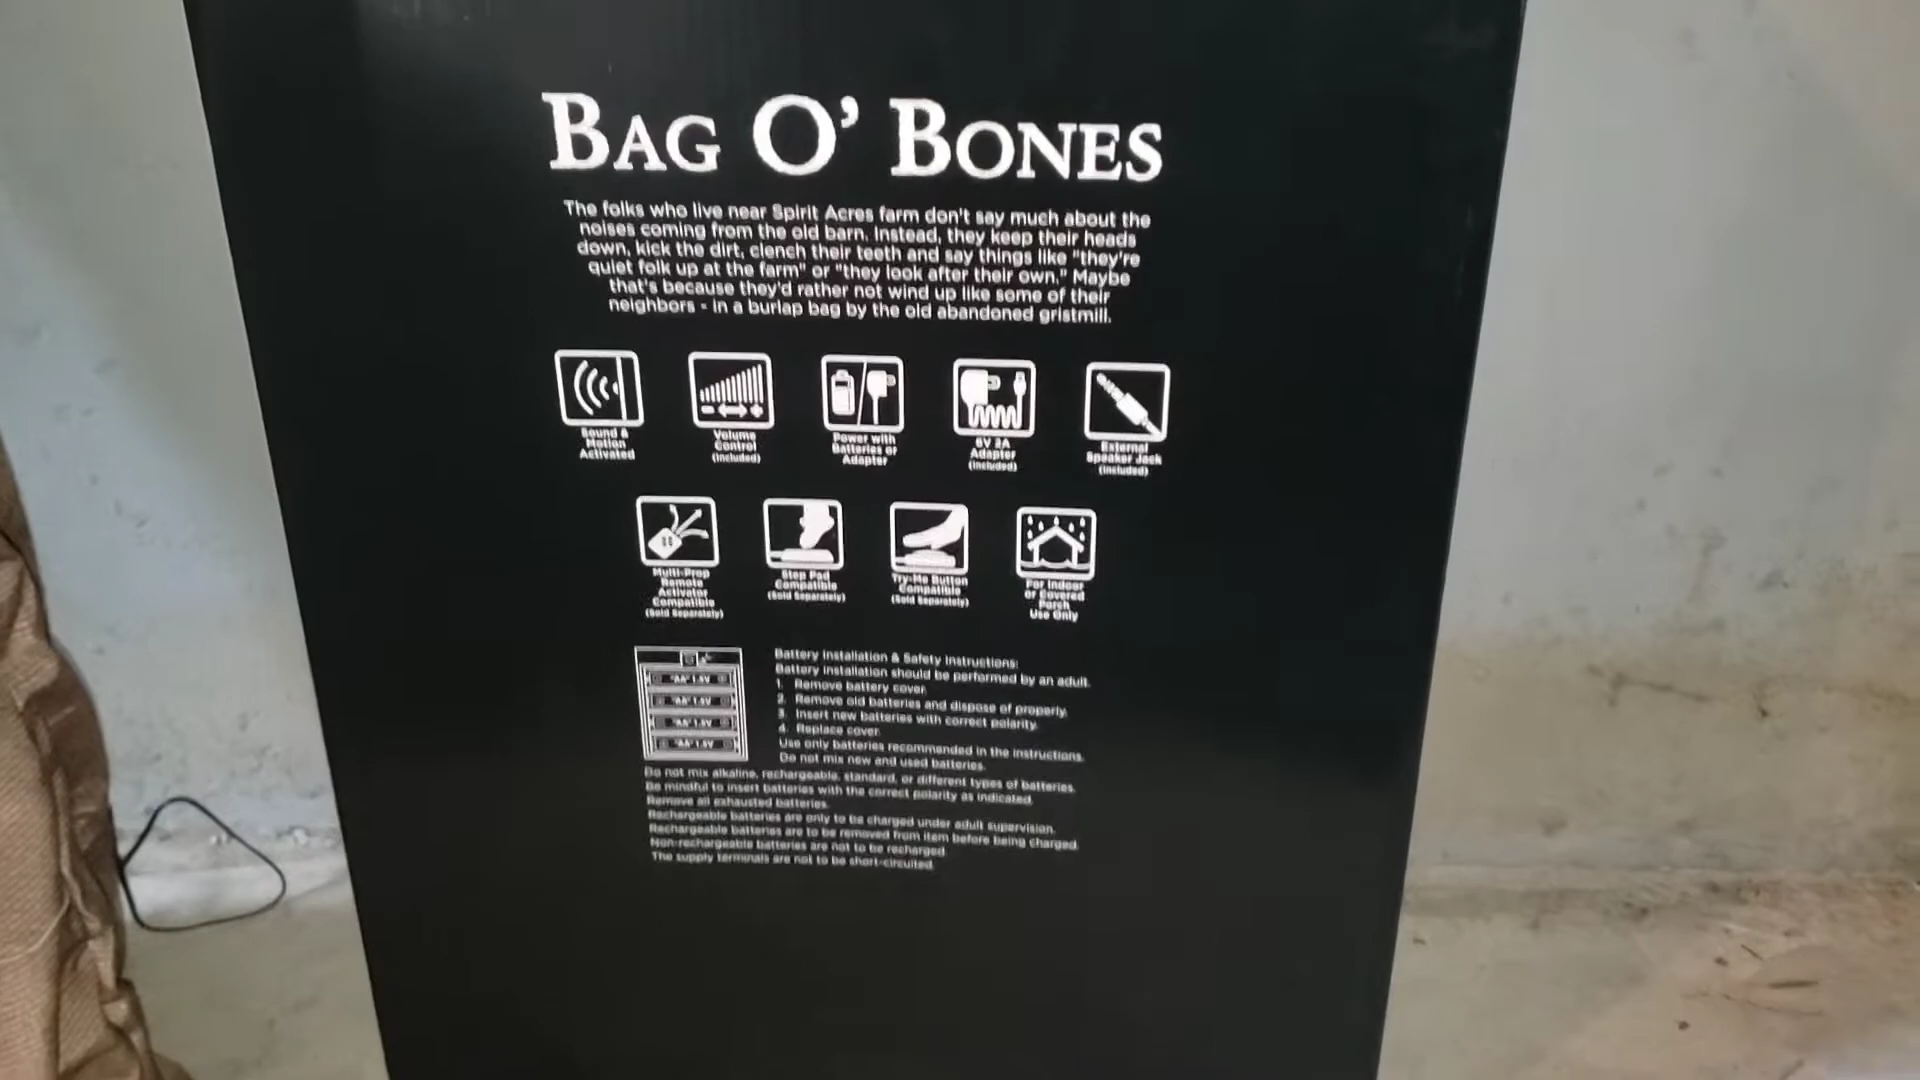 BAG O' BONES
The folks who live near Spirit Acres farm don't say much about the
noises coming from the old barn. Instead, they keep their heads
down, kick the dirt, clench their teeth and say things like "they're
quiet folk up at the farm" or "they look after their own." Maybe
that's because they'd rather not wind up like some of their
neighbors - in a burlap bag by the old abandoned gristmill.
Sound &
Motion
Activated
Volume
Control
(Included)
Power with
Batteries or
Adapter
6V 2A
Adapter
(Included)
External
Speaker Jack
(Included)
Multi-Prop
Remote
Activator
Compatible
(Sold Separately)
Step Pad
Compatible
(Sold Separately)
Try-Me Button
Compatible
(Sold Separately)
For Indoor
or Covered
Porch
Use Only
"AA" 1.5V
"AA" 1.5V
"AA" 1.5V
"AA" 1.5V
Battery Installation & Safety Instructions:
Battery installation should be performed by an adult.
1. Remove battery cover.
2. Remove old batteries and dispose of properly.
3. Insert new batteries with correct polarity.
4. Replace cover.
Use only batteries recommended in the instructions.
Do not mix new and used batteries.
Do not mix alkaline, rechargeable, standard, or different types of batteries.
Be mindful to insert batteries with the correct polarity as indicated.
Remove all exhausted batteries.
Rechargeable batteries are only to be charged under adult supervision.
Rechargeable batteries are to be removed from item before being charged.
Non-rechargeable batteries are not to be recharged.
The supply terminals are not to be short-circuited.